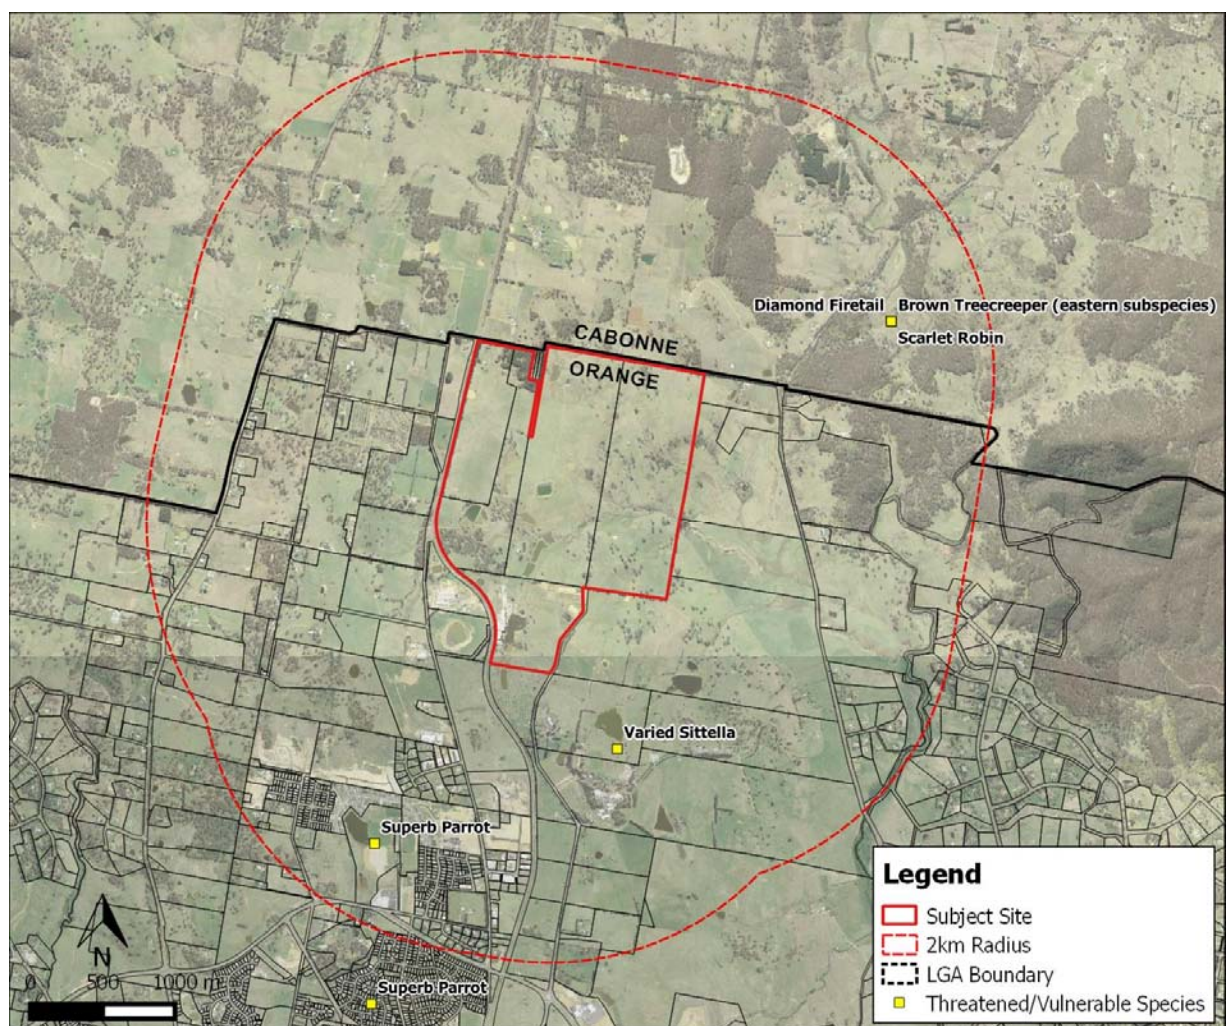 CABONNE
ORANGE
Diamond Firetail
Brown Treecreeper (eastern subspecies)
Scarlet Robin
Varied Sittella
Superb Parrot
Superb Parrot
N
0 500 1000 m
Legend
Subject Site
2km Radius
LGA Boundary
Threatened/Vulnerable Species